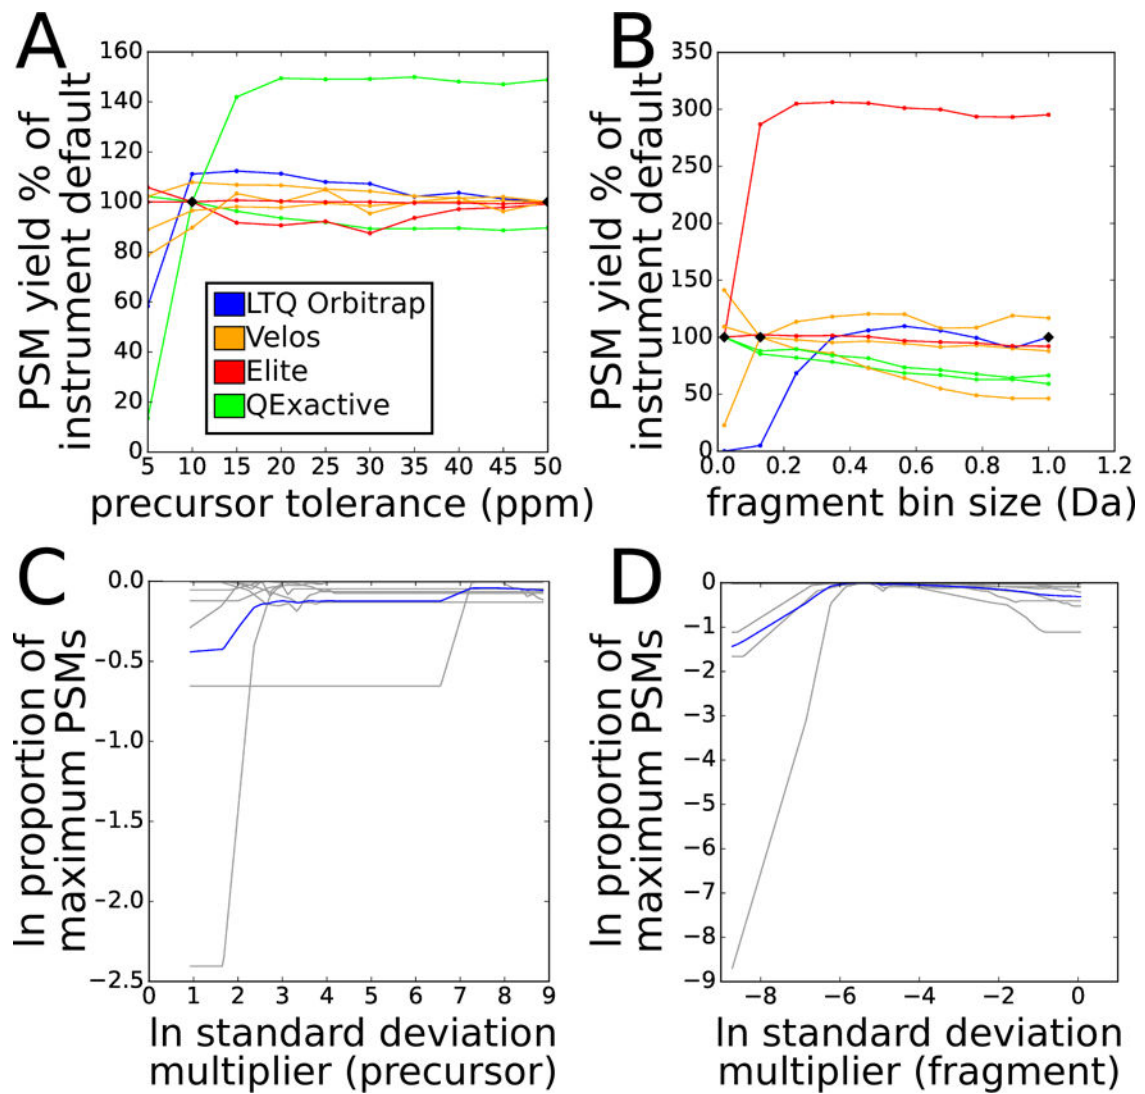 A
PSM yield % of
instrument default
160
140
120
100
80
60
40
20
0
5 10 15 20 25 30 35 40 45 50
precursor tolerance (ppm)
LTQ Orbitrap
Velos
Elite
QExactive
B
PSM yield % of
instrument default
350
300
250
200
150
100
50
0
0.0 0.2 0.4 0.6 0.8 1.0 1.2
fragment bin size (Da)
C
ln proportion of
maximum PSMs
0.0
−0.5
−1.0
−1.5
−2.0
−2.5
0 1 2 3 4 5 6 7 8 9
ln standard deviation
multiplier (precursor)
D
ln proportion of
maximum PSMs
0
−1
−2
−3
−4
−5
−6
−7
−8
−9
−8 −6 −4 −2 0
ln standard deviation
multiplier (fragment)